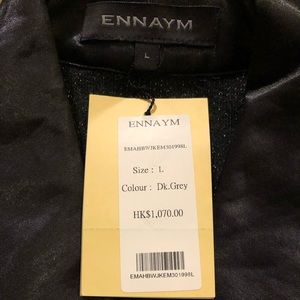 ENNAYM
L
ENNAYM
EMAHBWJKEM301998L
Size : L
Colour : Dk.Grey
HK$1,070.00
EMAHBWJKEM301998L